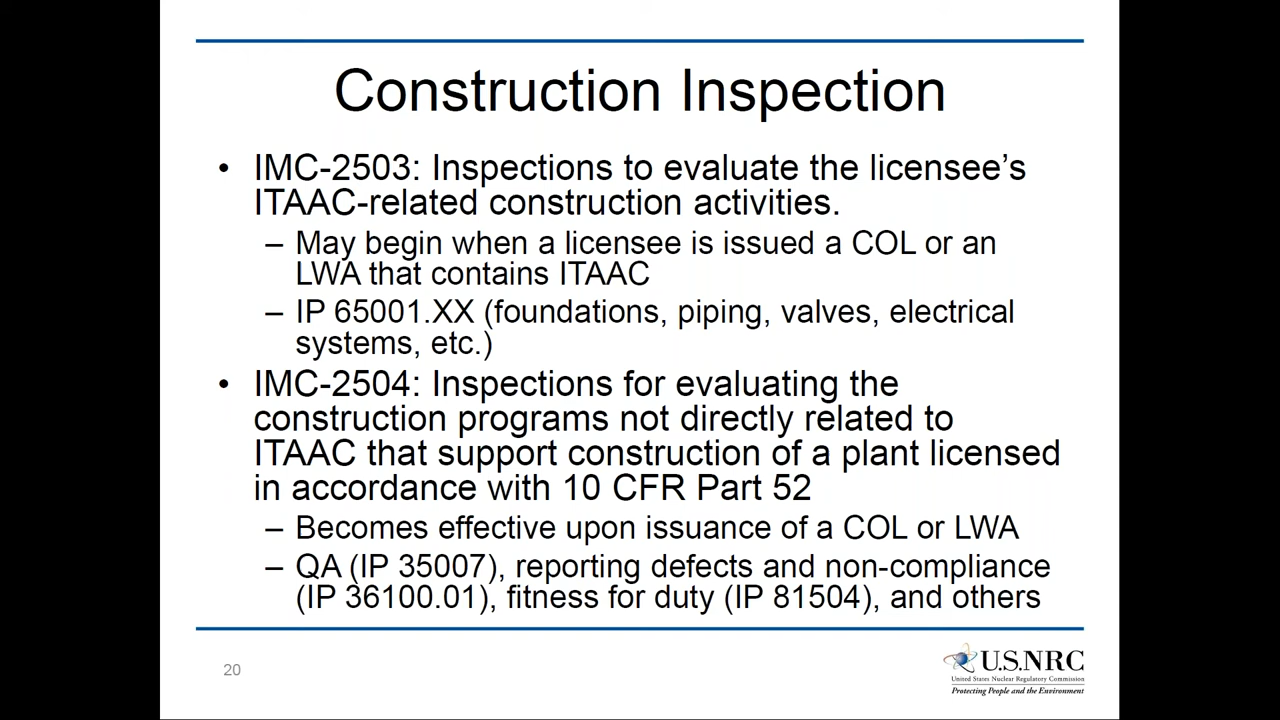 Construction Inspection
• IMC-2503: Inspections to evaluate the licensee’s
ITAAC-related construction activities.
– May begin when a licensee is issued a COL or an
LWA that contains ITAAC
– IP 65001.XX (foundations, piping, valves, electrical
systems, etc.)
• IMC-2504: Inspections for evaluating the
construction programs not directly related to
ITAAC that support construction of a plant licensed
in accordance with 10 CFR Part 52
– Becomes effective upon issuance of a COL or LWA
– QA (IP 35007), reporting defects and non-compliance
(IP 36100.01), fitness for duty (IP 81504), and others
20
U.S.NRC
United States Nuclear Regulatory Commission
Protecting People and the Environment